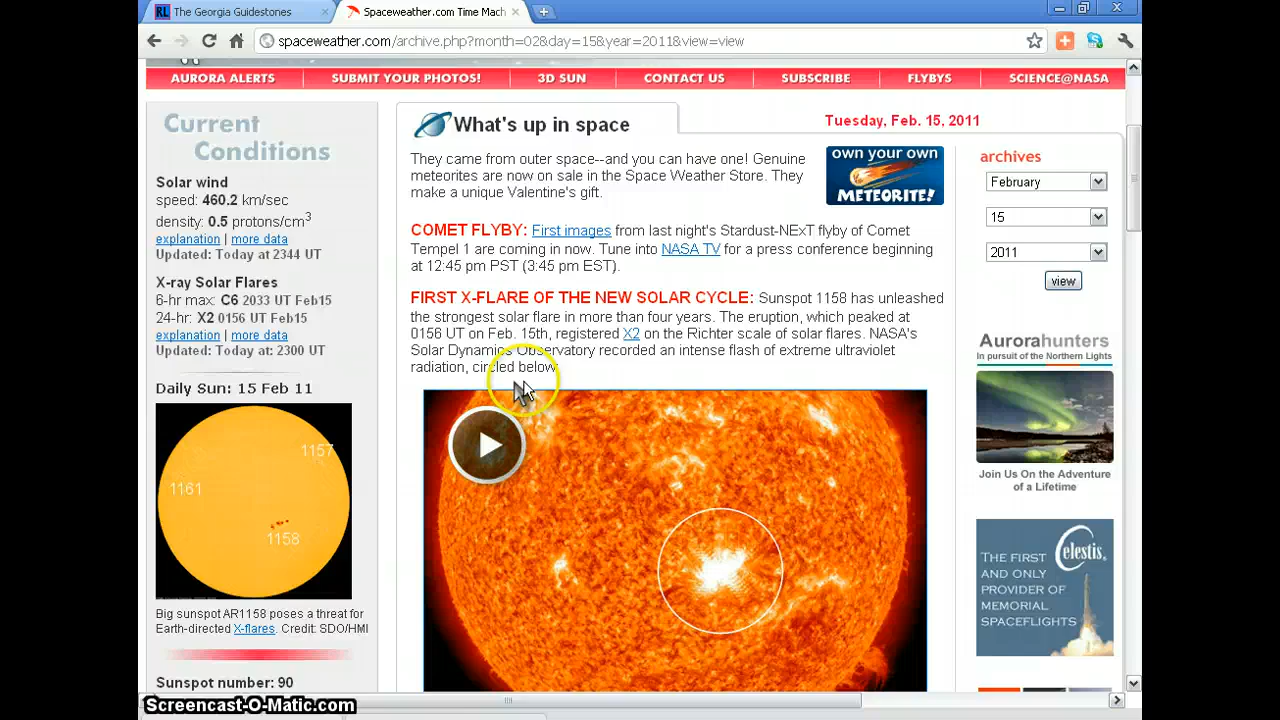 The Georgia Guidestones
Spaceweather.com Time Mach
spaceweather.com/archive.php?month=02&day=15&year=2011&view=view
AURORA ALERTS
SUBMIT YOUR PHOTOS!
3D SUN
CONTACT US
SUBSCRIBE
FLYBYS
SCIENCE@NASA
Current
Conditions
Solar wind
speed: 460.2 km/sec
density: 0.5 protons/cm3
explanation | more data
Updated: Today at 2344 UT
X-ray Solar Flares
6-hr max: C6 2033 UT Feb15
24-hr: X2 0156 UT Feb15
explanation | more data
Updated: Today at: 2300 UT
Daily Sun: 15 Feb 11
1157
1161
1158
Big sunspot AR1158 poses a threat for
Earth-directed X-flares. Credit: SDO/HMI
Sunspot number: 90
What's up in space
Tuesday, Feb. 15, 2011
They came from outer space--and you can have one! Genuine
meteorites are now on sale in the Space Weather Store. They
make a unique Valentine's gift.
own your own
METEORITE!
COMET FLYBY: First images from last night's Stardust-NExT flyby of Comet
Tempel 1 are coming in now. Tune into NASA TV for a press conference beginning
at 12:45 pm PST (3:45 pm EST).
FIRST X-FLARE OF THE NEW SOLAR CYCLE: Sunspot 1158 has unleashed
the strongest solar flare in more than four years. The eruption, which peaked at
0156 UT on Feb. 15th, registered X2 on the Richter scale of solar flares. NASA's
Solar Dynamics Observatory recorded an intense flash of extreme ultraviolet
radiation, circled below
archives
February
15
2011
view
Aurorahunters
In pursuit of the Northern Lights
Join Us On the Adventure
of a Lifetime
Celestis
THE FIRST
AND ONLY
PROVIDER OF
MEMORIAL
SPACEFLIGHTS
Screencast-O-Matic.com